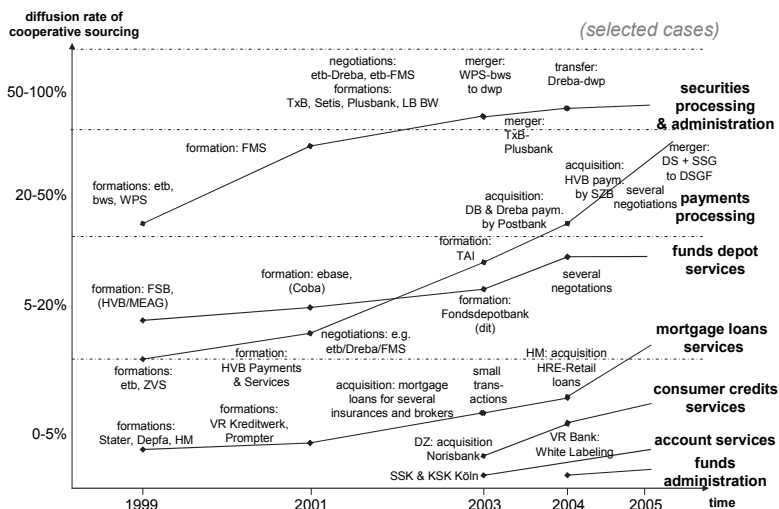 diffusion rate of
cooperative sourcing
(selected cases)
50-100%
20-50%
5-20%
0-5%
negotiations:
etb-Dreba, etb-FMS
formations:
TxB, Setis, Plusbank, LB BW
merger:
WPS-bws
to dwp
transfer:
Dreba-dwp
securities
processing
& administration
formation: FMS
merger:
TxB-
Plusbank
merger:
DS + SSG
to DSGF
formations: etb,
bws, WPS
acquisition:
HVB paym.
by SZB
several
negotiations
payments
processing
acquisition:
DB & Dreba paym.
by Postbank
formation:
TAI
funds depot
services
formation: FSB,
(HVB/MEAG)
formation: ebase,
(Coba)
several
negotiations
formation:
Fondsdepotbank
(dit)
negotiations: e.g.
etb/Dreba/FMS
mortgage loans
services
formations:
etb, ZVS
formation:
HVB Payments
& Services
acquisition: mortgage
loans for several
insurances and brokers
small
trans-
actions
HM: acquisition
HRE-Retail
loans
consumer credits
services
formations:
Stater, Depfa, HM
formations:
VR Kreditwerk,
Prompter
DZ: acquisition
Norisbank
VR Bank:
White Labeling
account services
SSK & KSK Köln
funds
administration
1999
2001
2003
2004
2005
time